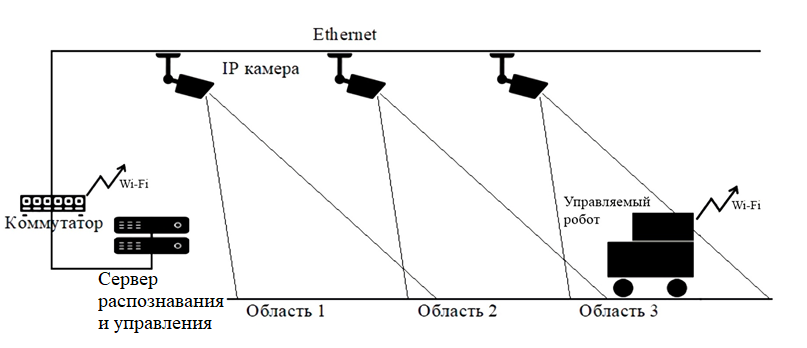 Ethernet
IP камера
Wi-Fi
Коммутатор
Управляемый
робот
Wi-Fi
Сервер
распознавания
и управления
Область 1
Область 2
Область 3